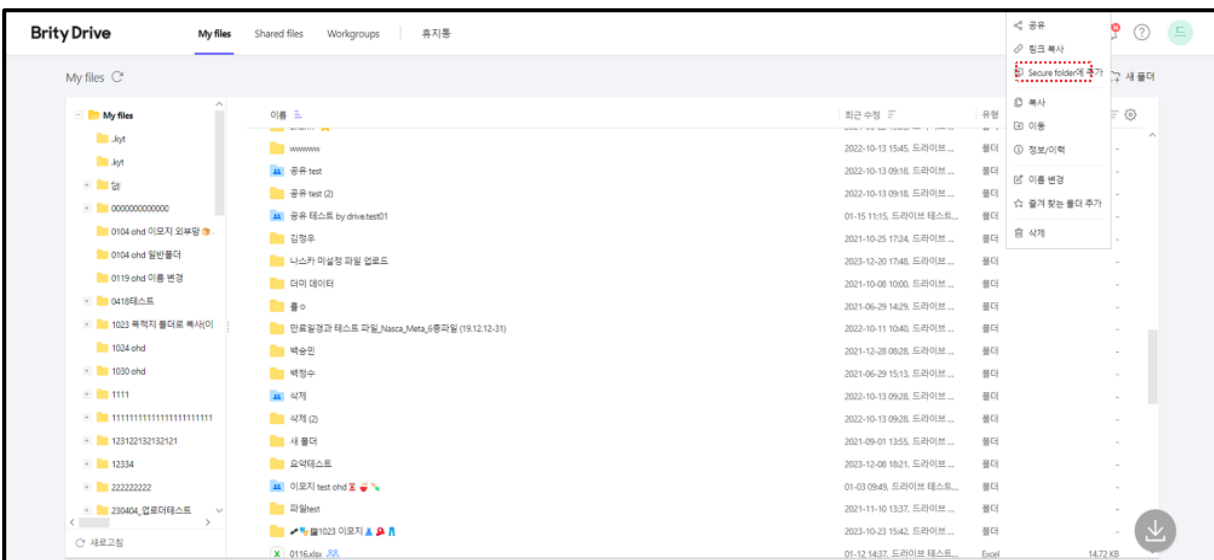 Brity Drive
My files
Shared files
Workgroups
휴지통
공유
링크 복사
Secure folder에 추가
복사
이동
정보/이력
이름 변경
즐겨 찾는 폴더 추가
삭제
새 폴더
My files
My files
.kyt
.kyt
0000000000000
0104 ohd 이모지 외부망
0104 ohd 일반폴더
0119 ohd 이름 변경
0418테스트
1023 목적지 폴더로 복사(이
1024 ohd
1030 ohd
1111
123122132132121
12334
222222222
230404_업로더테스트
새로고침
이름 최근 수정 유형
wwwwww 2022-10-13 15:45, 드라이브 ... 폴더 -
공유 test 2022-10-13 09:18, 드라이브 ... 폴더 -
공유 test (2) 2022-10-13 09:18, 드라이브 ... 폴더 -
공유 테스트 by drive.test01 01-15 11:15, 드라이브 테스트... 폴더 -
김정우 2021-10-25 17:24, 드라이브 ... 폴더 -
나스카 미설정 파일 업로드 2023-12-20 17:48, 드라이브 ... 폴더 -
더미 데이터 2021-10-08 10:00, 드라이브 ... 폴더 -
2021-06-29 14:29, 드라이브 ... 폴더 -
만료일경과 테스트 파일_Nasca_Meta_6종파일 (19.12.12-31) 2022-10-11 10:40, 드라이브 ... 폴더 -
백승민 2021-12-28 08:28, 드라이브 ... 폴더 -
백정수 2021-06-29 15:13, 드라이브 ... 폴더 -
삭제 2022-10-13 09:28, 드라이브 ... 폴더 -
삭제 (2) 2022-10-13 09:28, 드라이브 ... 폴더 -
새 폴더 2021-09-01 13:55, 드라이브 ... 폴더 -
요약테스트 2023-12-08 18:21, 드라이브 ... 폴더 -
이모지 test ohd 01-03 09:49, 드라이브 테스트... 폴더 -
파일test 2021-11-10 13:37, 드라이브 ... 폴더 -
1023 이모지 2023-10-23 15:42, 드라이브 ... 폴더 -
0116.xlsx 01-12 14:37, 드라이브 테스트... Excel 14.72 KB